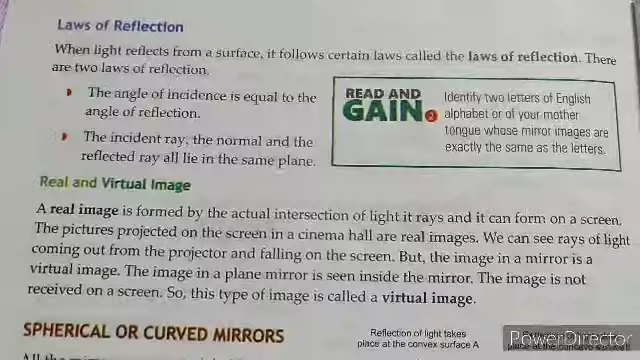 Laws of Reflection
When light reflects from a surface, it follows certain laws called the laws of reflection. There
are two laws of reflection.
The angle of incidence is equal to the
angle of reflection.
The incident ray, the normal and the
reflected ray all lie in the same plane.
READ AND
GAIN 2
Identify two letters of English
alphabet or of your mother
tongue whose mirror images are
exactly the same as the letters.
Real and Virtual Image
A real image is formed by the actual intersection of light it rays and it can form on a screen.
The pictures projected on the screen in a cinema hall are real images. We can see rays of light
coming out from the projector and falling on the screen. But, the image in a mirror is a
virtual image. The image in a plane mirror is seen inside the mirror. The image is not
received on a screen. So, this type of image is called a virtual image.
SPHERICAL OR CURVED MIRRORS
Reflection of light takes
place at the convex surface A
PowerDirector